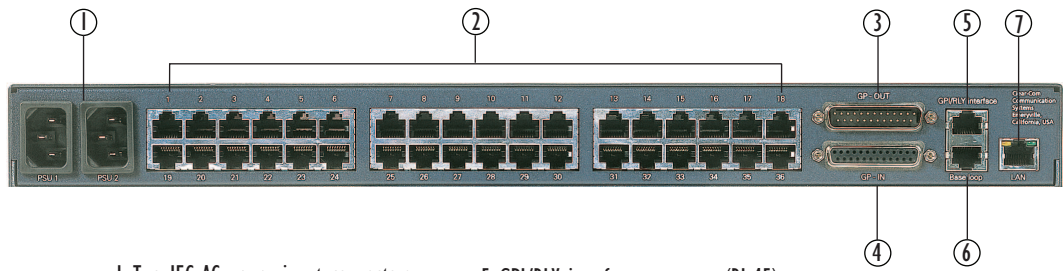 1 2 3 5 7
1 2 3 4 5 6 7 8 9 10 11 12 13 14 15 16 17 18
GP-OUT
GPI/RLY interface
Clear-Com
Communication
Systems
Emeryville,
California, USA
PSU 1 PSU 2
19 20 21 22 23 24 25 26 27 28 29 30 31 32 33 34 35 36
GP-IN
Base loop
LAN
4 6